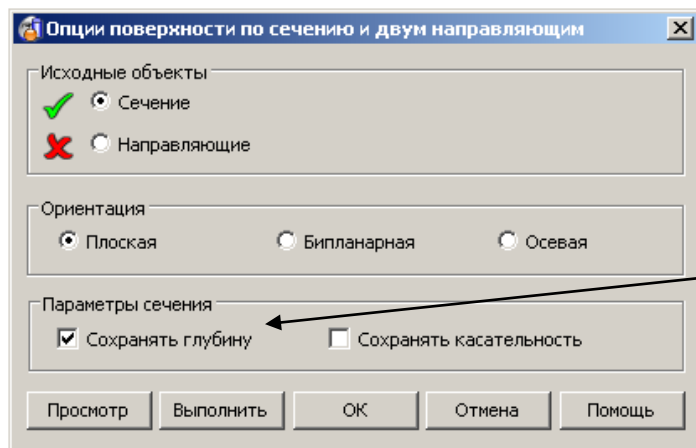 Опции поверхности по сечению и двум направляющим
Исходные объекты
Сечение
Направляющие
Ориентация
Плоская Бипланарная Осевая
Параметры сечения
Сохранять глубину Сохранять касательность
Просмотр Выполнить OK Отмена Помощь